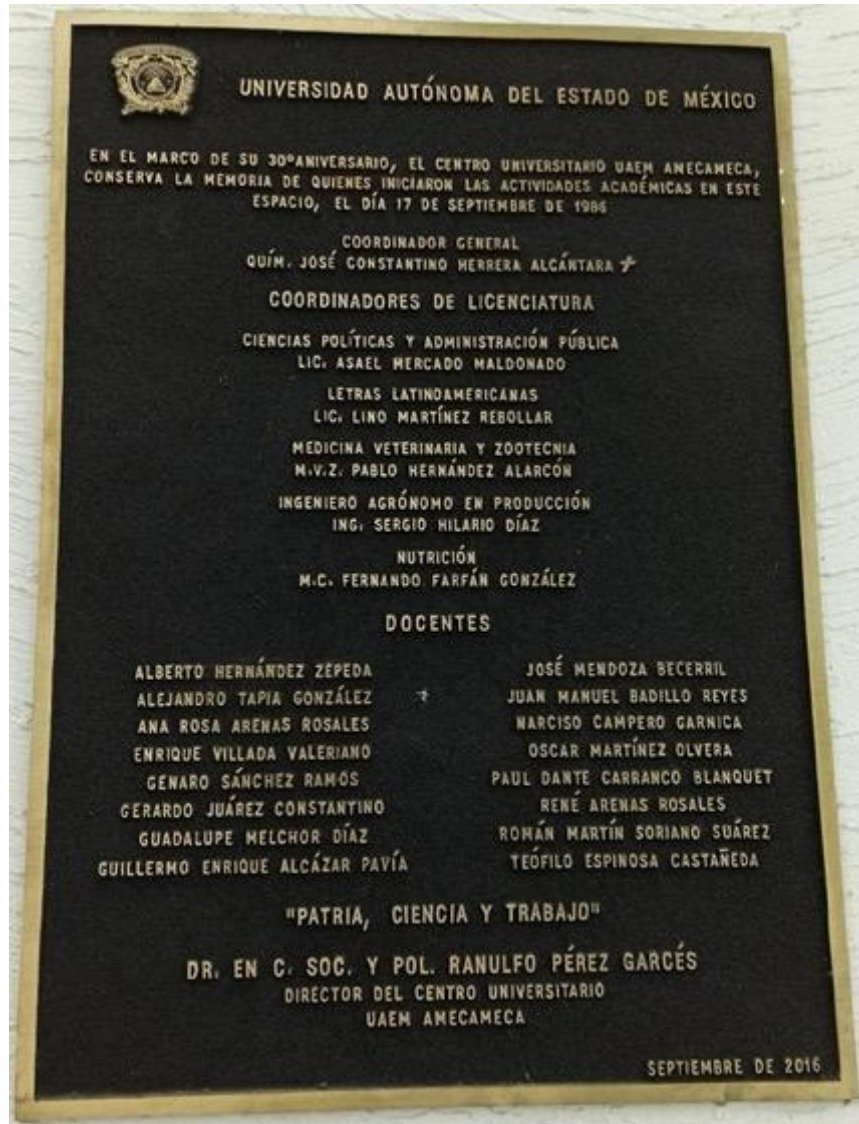 UNIVERSIDAD AUTÓNOMA DEL ESTADO DE MÉXICO
EN EL MARCO DE SU 30º ANIVERSARIO, EL CENTRO UNIVERSITARIO UAEM AMECAMECA,
CONSERVA LA MEMORIA DE QUIENES INICIARON LAS ACTIVIDADES ACADÉMICAS EN ESTE
ESPACIO, EL DÍA 17 DE SEPTIEMBRE DE 1986
COORDINADOR GENERAL
QUÍM. JOSÉ CONSTANTINO HERRERA ALCÁNTARA ✝
COORDINADORES DE LICENCIATURA
CIENCIAS POLÍTICAS Y ADMINISTRACIÓN PÚBLICA
LIC. ASAEL MERCADO MALDONADO
LETRAS LATINOAMERICANAS
LIC. LINO MARTÍNEZ REBOLLAR
MEDICINA VETERINARIA Y ZOOTECNIA
M.V.Z. PABLO HERNÁNDEZ ALARCÓN
INGENIERO AGRÓNOMO EN PRODUCCIÓN
ING. SERGIO HILARIO DÍAZ
NUTRICIÓN
M.C. FERNANDO FARFÁN GONZÁLEZ
DOCENTES
ALBERTO HERNÁNDEZ ZEPEDA
ALEJANDRO TAPIA GONZÁLEZ
ANA ROSA ARENAS ROSALES
ENRIQUE VILLADA VALERIANO
GENARO SÁNCHEZ RAMOS
GERARDO JUÁREZ CONSTANTINO
GUADALUPE MELCHOR DÍAZ
GUILLERMO ENRIQUE ALCÁZAR PAVÍA
JOSÉ MENDOZA BECERRIL
JUAN MANUEL BADILLO REYES
NARCISO CAMPERO GARNICA
OSCAR MARTÍNEZ OLVERA
PAUL DANTE CARRANCO BLANQUET
RENÉ ARENAS ROSALES
ROMÁN MARTÍN SORIANO SUÁREZ
TEÓFILO ESPINOSA CASTAÑEDA
"PATRIA, CIENCIA Y TRABAJO"
DR. EN C. SOC. Y POL. RANULFO PÉREZ GARCÉS
DIRECTOR DEL CENTRO UNIVERSITARIO
UAEM AMECAMECA
SEPTIEMBRE DE 2016